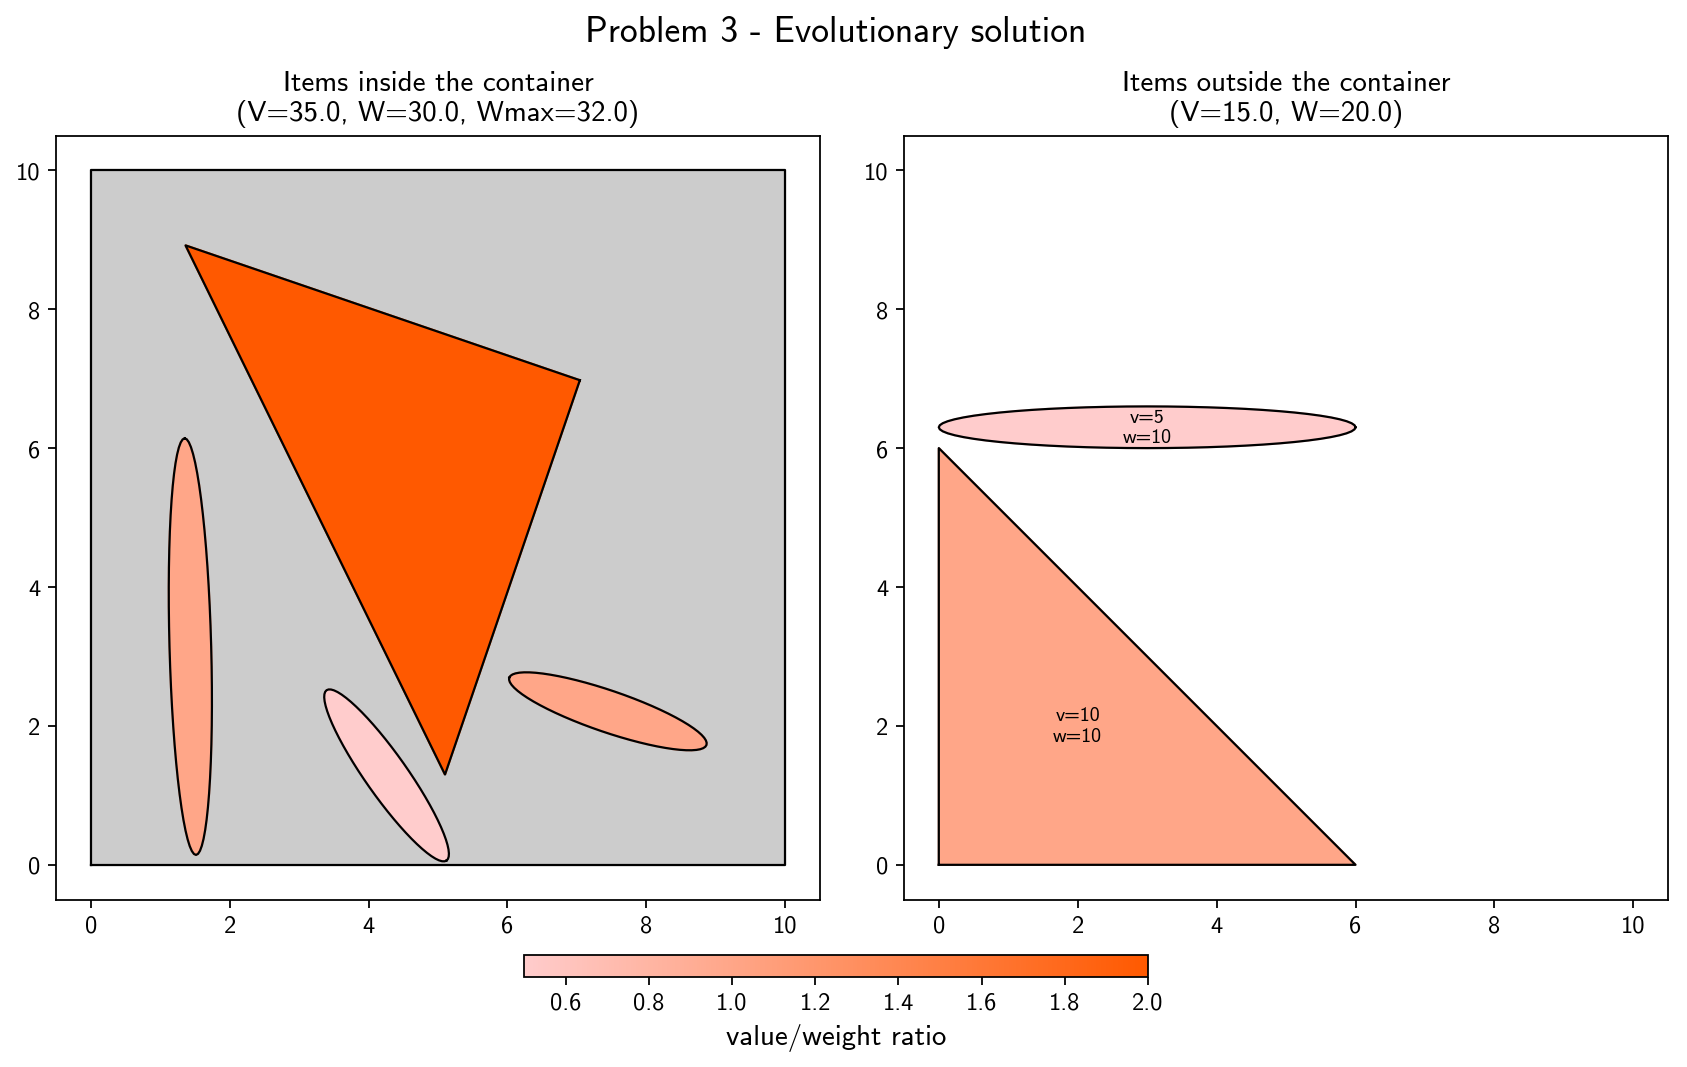 Problem 3 - Evolutionary solution
Items inside the container
(V=35.0, W=30.0, Wmax=32.0)
10
8
6
4
2
0
0 2 4 6 8 10
Items outside the container
(V=15.0, W=20.0)
10
8
6
4
2
0
v=5
w=10
v=10
w=10
0 2 4 6 8 10
0.6 0.8 1.0 1.2 1.4 1.6 1.8 2.0
value/weight ratio